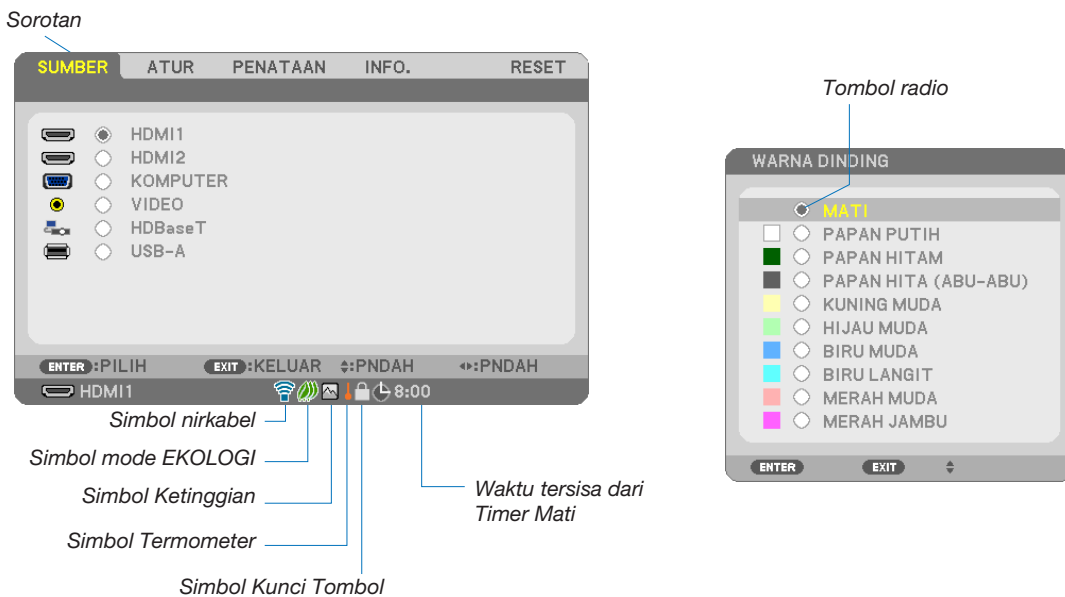 Sorotan
SUMBER ATUR PENATAAN INFO. RESET
HDMI1
HDMI2
KOMPUTER
VIDEO
HDBaseT
USB-A
ENTER :PILIH EXIT :KELUAR :PNDAH :PNDAH
HDMI1 8:00
Simbol nirkabel
Simbol mode EKOLOGI
Simbol Ketinggian
Simbol Termometer
Simbol Kunci Tombol
Waktu tersisa dari
Timer Mati
Tombol radio
WARNA DINDING
MATI
PAPAN PUTIH
PAPAN HITAM
PAPAN HITA (ABU-ABU)
KUNING MUDA
HIJAU MUDA
BIRU MUDA
BIRU LANGIT
MERAH MUDA
MERAH JAMBU
ENTER EXIT